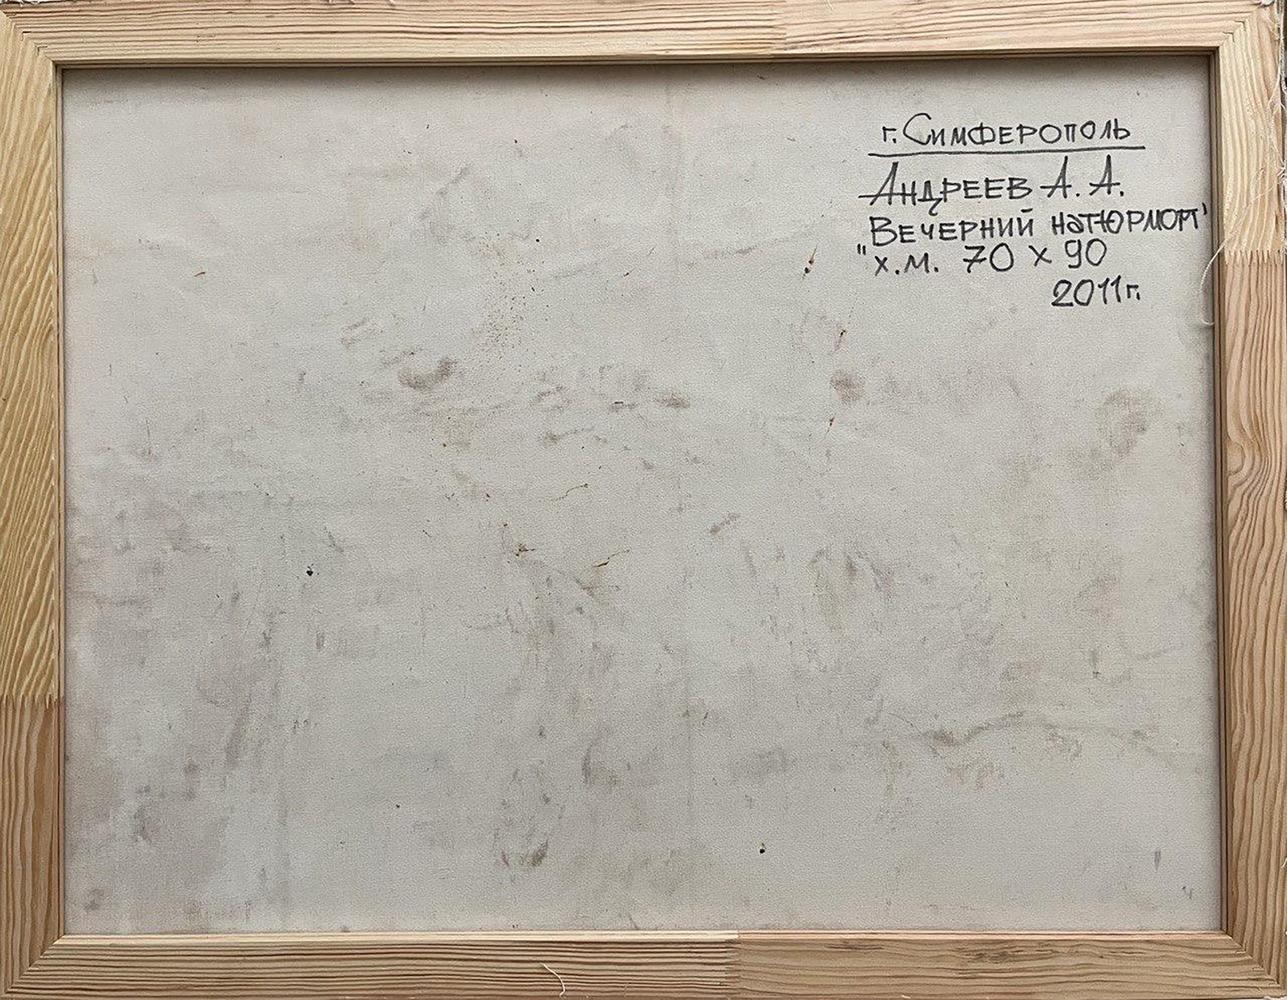 г. Симферополь
Андреев А. А.
Вечерний натюрморт"
"х.м. 70 х 90
2011г.